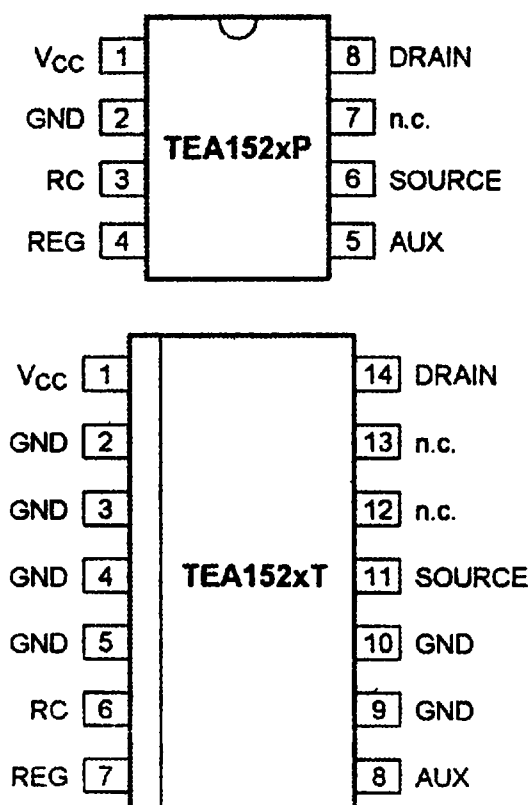 VCC 1 8 DRAIN
GND 2 7 n.c.
TEA152xP
RC 3 6 SOURCE
REG 4 5 AUX
VCC 1 14 DRAIN
GND 2 13 n.c.
GND 3 12 n.c.
GND 4 TEA152xT 11 SOURCE
GND 5 10 GND
RC 6 9 GND
REG 7 8 AUX